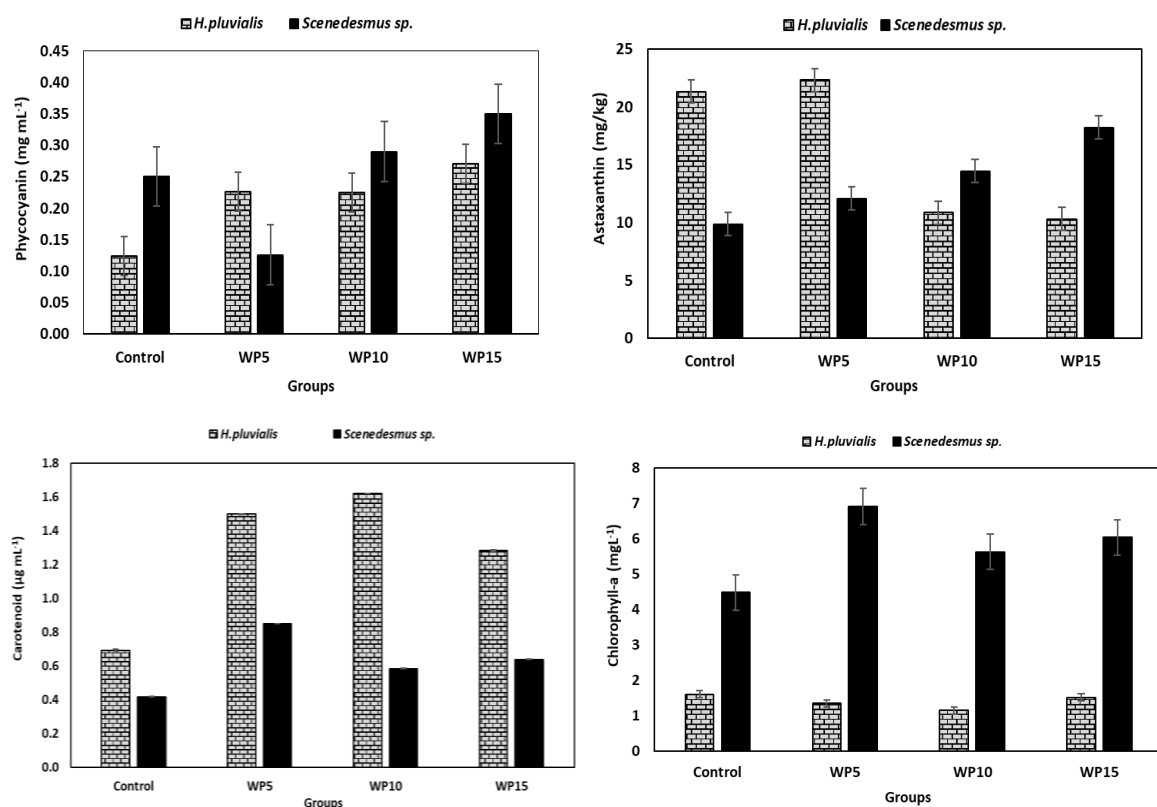 H.pluvialis Scenedesmus sp.
Phycocyanin (mg mL-1)
0.45
0.40
0.35
0.30
0.25
0.20
0.15
0.10
0.05
0.00
Control WP5 WP10 WP15
Groups
H.pluvialis Scenedesmus sp.
Astaxanthin (mg/kg)
25
20
15
10
5
0
Control WP5 WP10 WP15
Groups
H.pluvialis Scenedesmus sp.
Carotenoid (µg mL-1)
1.8
1.6
1.4
1.2
1.0
0.8
0.6
0.4
0.2
0.0
Control WP5 WP10 WP15
Groups
H.pluvialis Scenedesmus sp.
Chlorophyll-a (mgL-1)
8
7
6
5
4
3
2
1
0
Control WP5 WP10 WP15
Groups